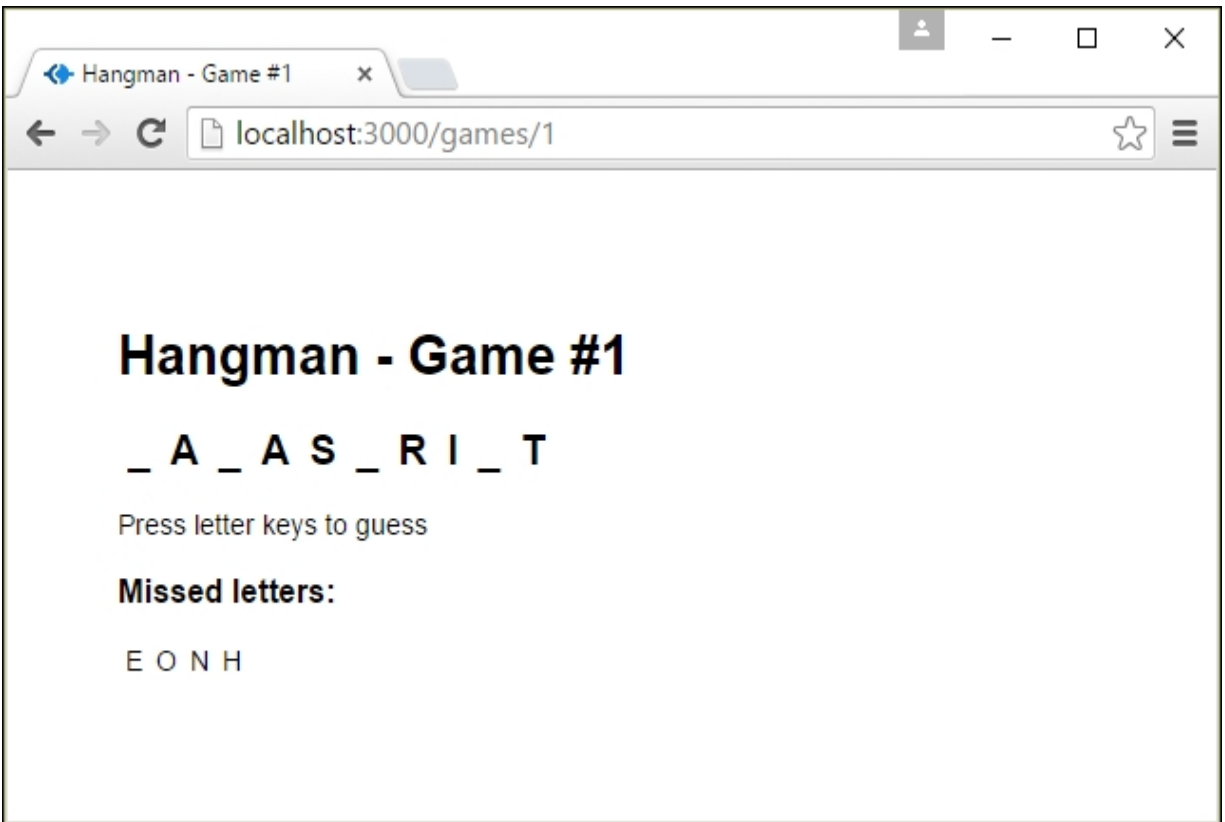 Hangman - Game #1
localhost:3000/games/1
Hangman - Game #1
_ A _ A S _ R I _ T
Press letter keys to guess
Missed letters:
E O N H